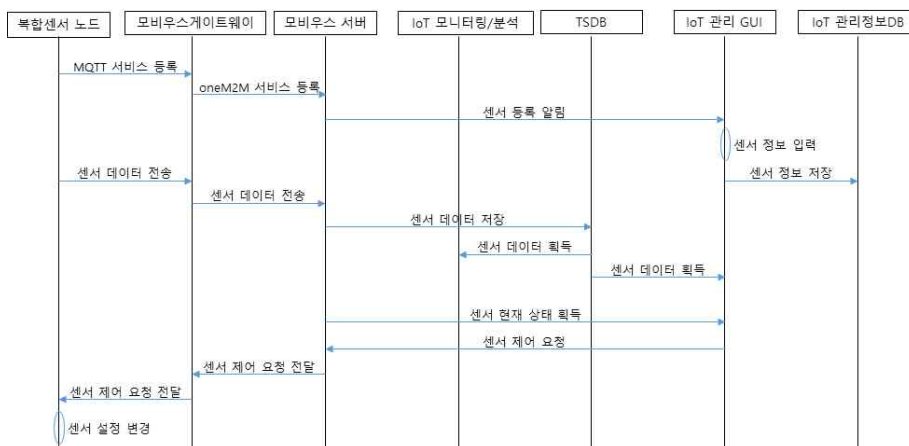 복합센서 노드
모비우스게이트웨이
모비우스 서버
IoT 모니터링/분석
TSDB
IoT 관리 GUI
IoT 관리정보DB
MQTT 서비스 등록
oneM2M 서비스 등록
센서 등록 알림
센서 정보 입력
센서 데이터 전송
센서 정보 저장
센서 데이터 전송
센서 데이터 저장
센서 데이터 획득
센서 데이터 획득
센서 현재 상태 획득
센서 제어 요청
센서 제어 요청 전달
센서 제어 요청 전달
센서 설정 변경